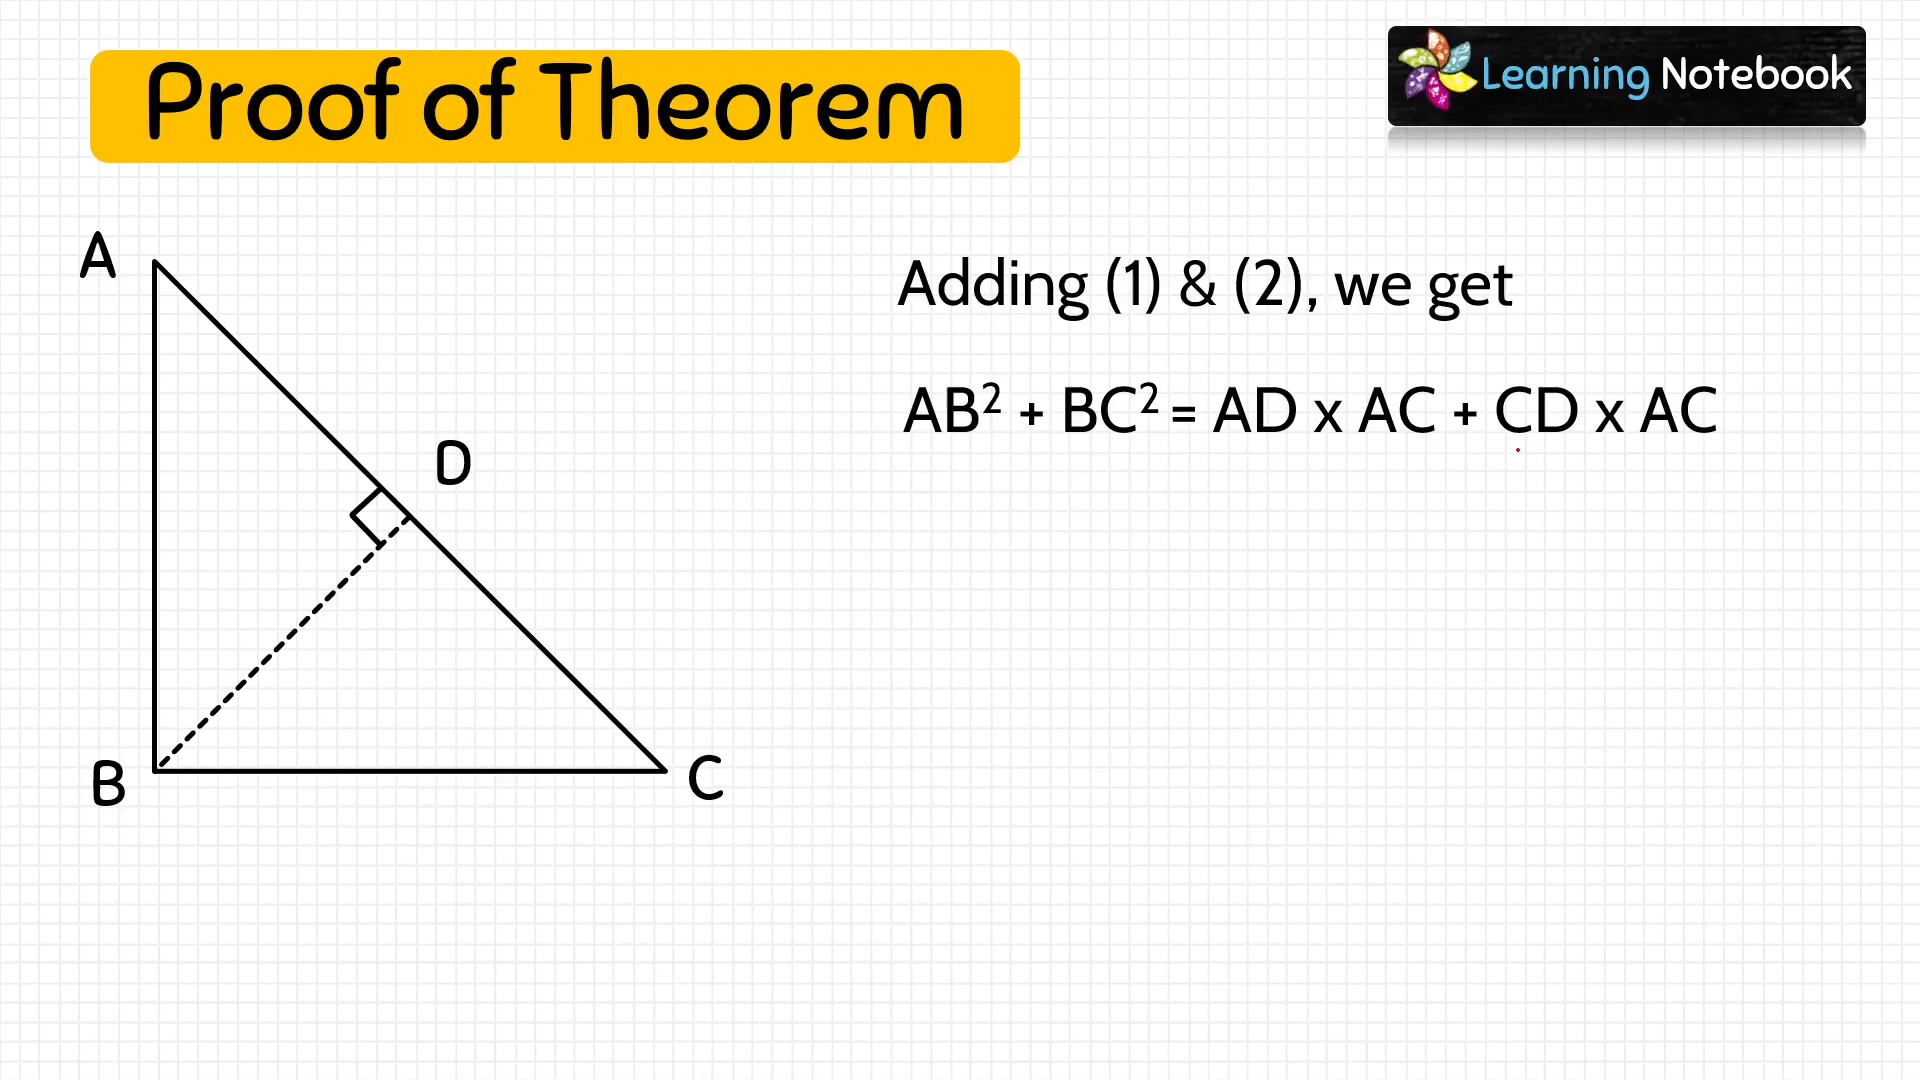 Proof of Theorem
Learning Notebook
A
Adding (1) & (2), we get
AB² + BC² = AD x AC + CD x AC
D
B
C